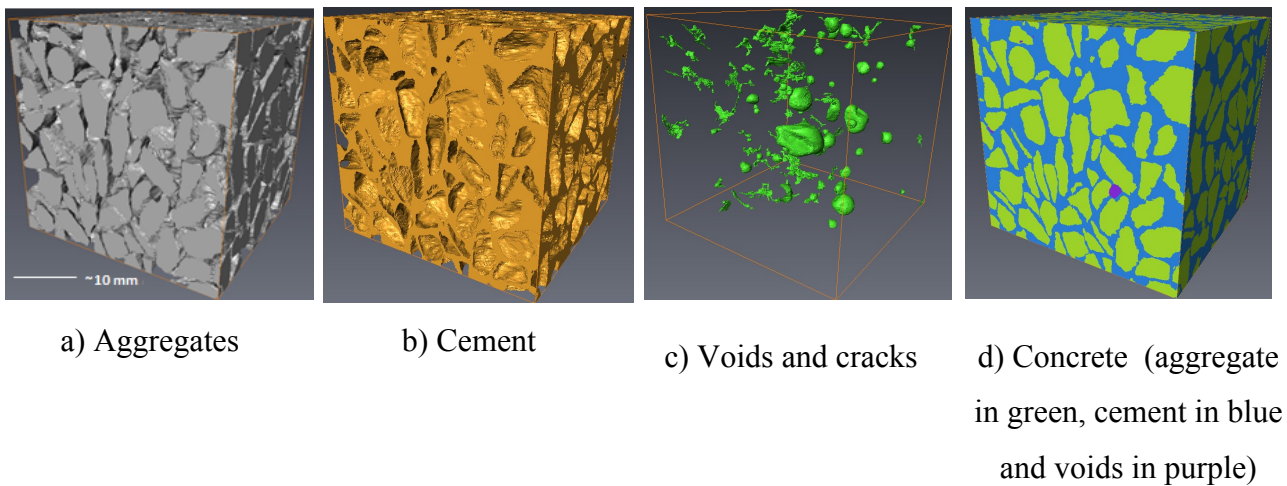 ~10 mm
a) Aggregates
b) Cement
c) Voids and cracks
d) Concrete (aggregate
in green, cement in blue
and voids in purple)